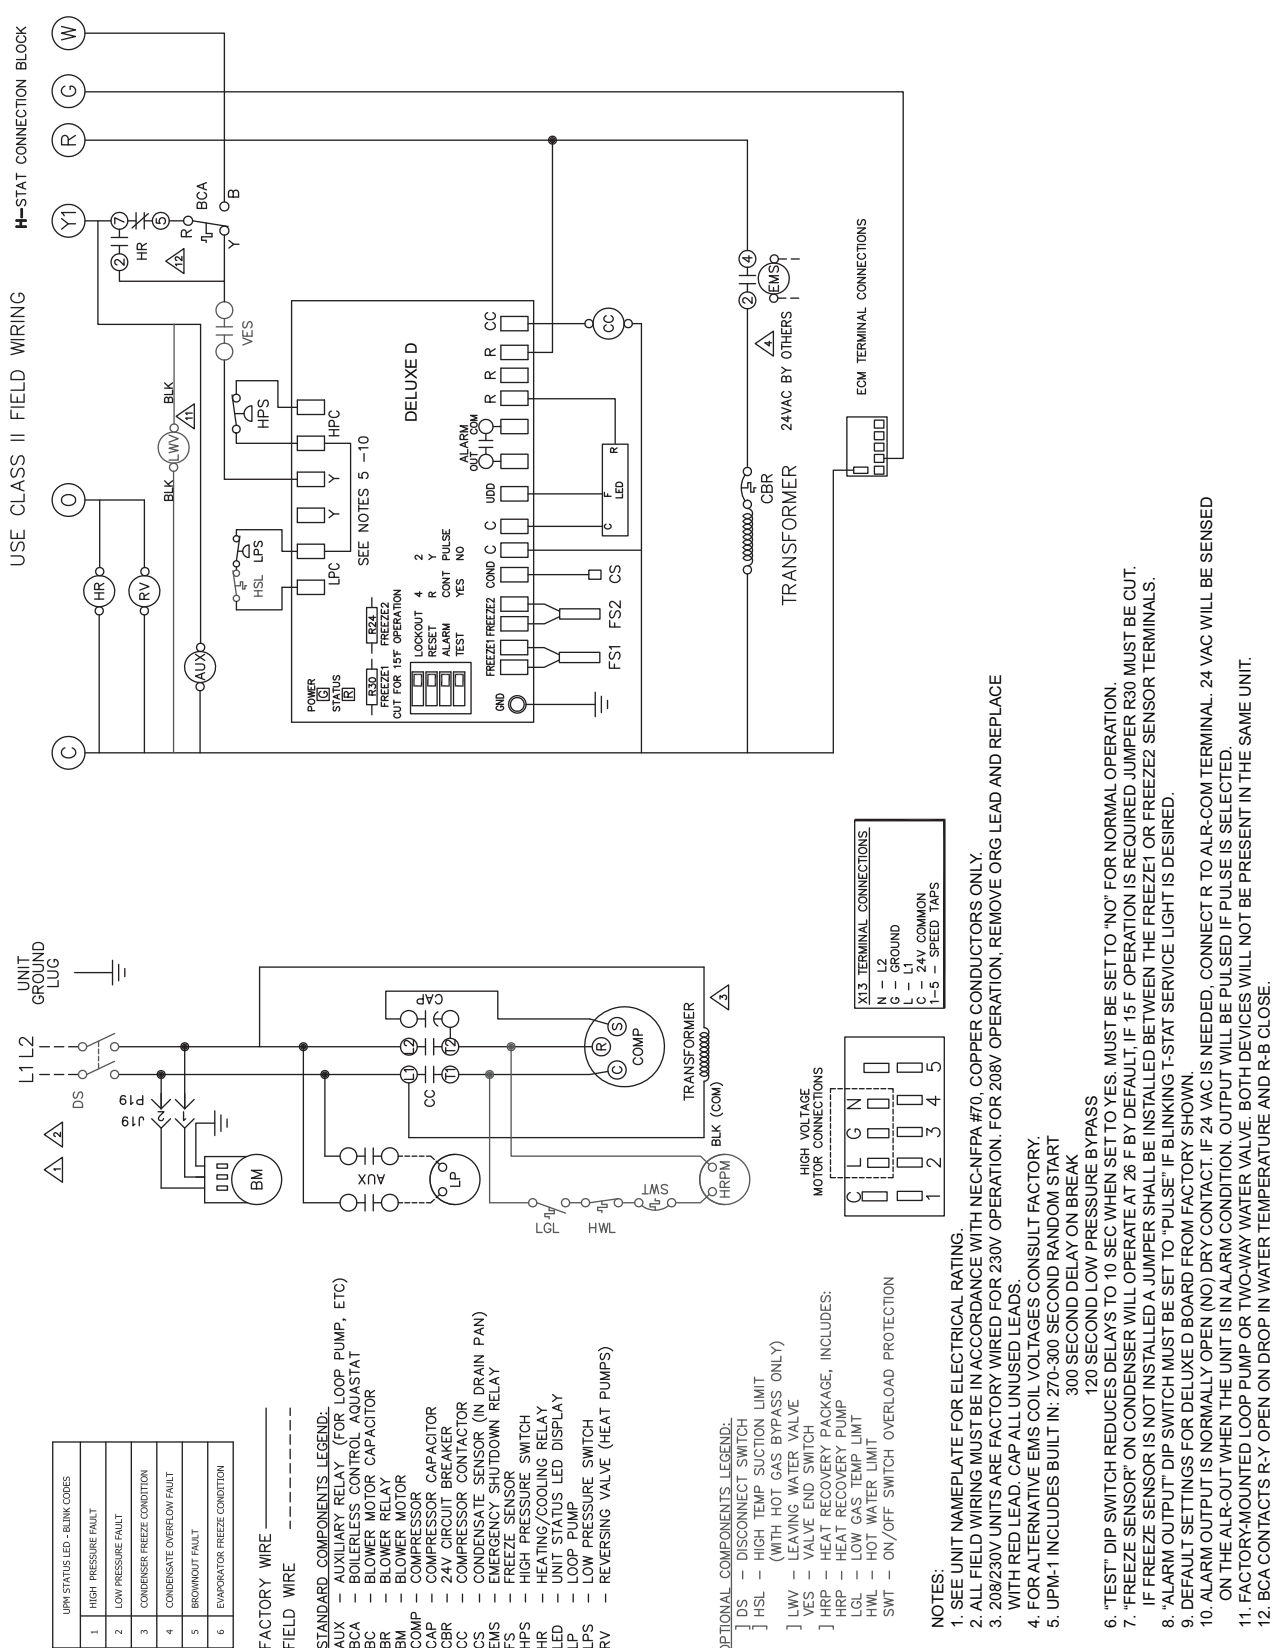 USE CLASS II FIELD WIRING
H-STAT CONNECTION BLOCK
C
O
Y1
R
G
W
HR
RV
AUX
BLK
LWV
BLK
11
2
7
5
HR
12
R
BCA
Y
B
VES
HSL
LPS
HPS
LPC
Y
Y
HPC
SEE NOTES 5 -10
DELUXE D
POWER
G
STATUS
R
R30
R24
FREEZE1
FREEZE2
CUT FOR 15°F OPERATION
LOCKOUT 4 2
RESET R Y
ALARM CONT PULSE
TEST YES NO
GND
FREEZE1
FREEZE2
COND
C
C
UDD
ALARM
OUT
COM
R
R
R
CC
FS1
FS2
CS
C
F
LED
R
CC
TRANSFORMER
CBR
24VAC BY OTHERS
4
2
4
EMS
ECM TERMINAL CONNECTIONS
UNIT
GROUND
LUG
L1
L2
1
2
DS
P19
J19
2
1
BM
AUX
LP
L1
L2
CC
T1
T2
CAP
C
R
S
COMP
LGL
HWL
SWT
HRPM
BLK (COM)
TRANSFORMER
3
HIGH VOLTAGE
MOTOR CONNECTIONS
C L G N
1 2 3 4 5
X13 TERMINAL CONNECTIONS
N - L2
G - GROUND
L - L1
C - 24V COMMON
1-5 - SPEED TAPS
UPM STATUS LED - BLINK CODES
1 HIGH PRESSURE FAULT
2 LOW PRESSURE FAULT
3 CONDENSER FREEZE CONDITION
4 CONDENSATE OVERFLOW FAULT
5 BROWNOUT FAULT
6 EVAPORATOR FREEZE CONDITION
FACTORY WIRE
FIELD WIRE
STANDARD COMPONENTS LEGEND:
AUX - AUXILIARY RELAY (FOR LOOP PUMP, ETC)
BCA - BOILERLESS CONTROL AQUASTAT
BC - BLOWER MOTOR CAPACITOR
BR - BLOWER RELAY
BM - BLOWER MOTOR
COMP - COMPRESSOR
CAP - COMPRESSOR CAPACITOR
CBR - 24V CIRCUIT BREAKER
CC - COMPRESSOR CONTACTOR
CS - CONDENSATE SENSOR (IN DRAIN PAN)
EMS - EMERGENCY SHUTDOWN RELAY
FS - FREEZE SENSOR
HPS - HIGH PRESSURE SWITCH
HR - HEATING/COOLING RELAY
LED - UNIT STATUS LED DISPLAY
LP - LOOP PUMP
LPS - LOW PRESSURE SWITCH
RV - REVERSING VALVE (HEAT PUMPS)
OPTIONAL COMPONENTS LEGEND:
] DS - DISCONNECT SWITCH
] HSL - HIGH TEMP SUCTION LIMIT
(WITH HOT GAS BYPASS ONLY)
] LWV - LEAVING WATER VALVE
VES - VALVE END SWITCH
] HRP - HEAT RECOVERY PACKAGE, INCLUDES:
HRP - HEAT RECOVERY PUMP
LGL - LOW GAS TEMP LIMT
HWL - HOT WATER LIMIT
SWT - ON/OFF SWITCH OVERLOAD PROTECTION
NOTES:
1. SEE UNIT NAMEPLATE FOR ELECTRICAL RATING.
2. ALL FIELD WIRING MUST BE IN ACCORDANCE WITH NEC-NFPA #70, COPPER CONDUCTORS ONLY.
3. 208/230V UNITS ARE FACTORY WIRED FOR 230V OPERATION. FOR 208V OPERATION, REMOVE ORG LEAD AND REPLACE
WITH RED LEAD. CAP ALL UNUSED LEADS.
4. FOR ALTERNATIVE EMS COIL VOLTAGES CONSULT FACTORY.
5. UPM-1 INCLUDES BUILT IN: 270-300 SECOND RANDOM START
300 SECOND DELAY ON BREAK
120 SECOND LOW PRESSURE BYPASS
6. "TEST" DIP SWITCH REDUCES DELAYS TO 10 SEC WHEN SET TO YES. MUST BE SET TO "NO" FOR NORMAL OPERATION.
7. "FREEZE SENSOR" ON CONDENSER WILL OPERATE AT 26 F BY DEFAULT, IF 15 F OPERATION IS REQUIRED JUMPER R30 MUST BE CUT.
IF FREEZE SENSOR IS NOT INSTALLED A JUMPER SHALL BE INSTALLED BETWEEN THE FREEZE1 OR FREEZE2 SENSOR TERMINALS.
8. "ALARM OUTPUT" DIP SWITCH MUST BE SET TO "PULSE" IF BLINKING T-STAT SERVICE LIGHT IS DESIRED.
9. DEFAULT SETTINGS FOR DELUXE D BOARD FROM FACTORY SHOWN.
10. ALARM OUTPUT IS NORMALLY OPEN (NO) DRY CONTACT. IF 24 VAC IS NEEDED, CONNECT R TO ALR-COM TERMINAL. 24 VAC WILL BE SENSED
ON THE ALR-OUT WHEN THE UNIT IS IN ALARM CONDITION. OUTPUT WILL BE PULSED IF PULSE IS SELECTED.
11. FACTORY-MOUNTED LOOP PUMP OR TWO-WAY WATER VALVE. BOTH DEVICES WILL NOT BE PRESENT IN THE SAME UNIT.
12. BCA CONTACTS R-Y OPEN ON DROP IN WATER TEMPERATURE AND R-B CLOSE.